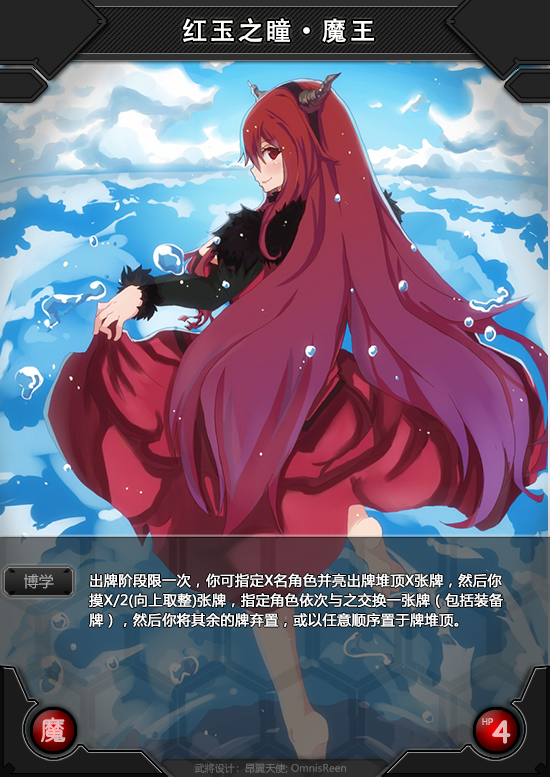 红玉之瞳·魔王
博学
出牌阶段限一次，你可指定X名角色并亮出牌堆顶X张牌，然后你
摸X/2(向上取整)张牌，指定角色依次与之交换一张牌（包括装备
牌），然后你将其余的牌弃置，或以任意顺序置于牌堆顶。
魔
HP 4
武將设计：昂翼天使; OmnisReen